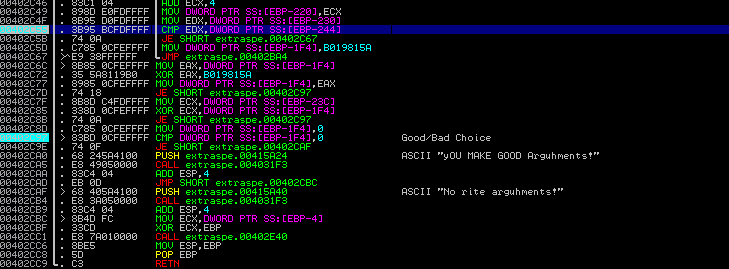 00402C46 . 83C1 04 ADD ECX,4
00402C49 . 898D E0FDFFFF MOV DWORD PTR SS:[EBP-220],ECX
00402C4F . 8B95 D0FDFFFF MOV EDX,DWORD PTR SS:[EBP-230]
. 3B95 BCFDFFFF CMP EDX,DWORD PTR SS:[EBP-244]
00402C5B . 74 0A JE SHORT extraspe.00402C67
00402C5D . C785 0CFEFFFF MOV DWORD PTR SS:[EBP-1F4],B019815A
00402C67 >^E9 38FFFFFF JMP extraspe.00402BA4
00402C6C > 8B85 0CFEFFFF MOV EAX,DWORD PTR SS:[EBP-1F4]
00402C72 . 35 5A8119B0 XOR EAX,B019815A
00402C77 . 8985 0CFEFFFF MOV DWORD PTR SS:[EBP-1F4],EAX
00402C7D . 74 18 JE SHORT extraspe.00402C97
00402C7F . 8B8D C4FDFFFF MOV ECX,DWORD PTR SS:[EBP-23C]
00402C85 . 338D 0CFEFFFF XOR ECX,DWORD PTR SS:[EBP-1F4]
00402C8B . 74 0A JE SHORT extraspe.00402C97
00402C8D . C785 0CFEFFFF MOV DWORD PTR SS:[EBP-1F4],0
> 83BD 0CFEFFFF CMP DWORD PTR SS:[EBP-1F4],0 Good/Bad Choice
00402C9E . 74 0F JE SHORT extraspe.00402CAF
00402CA0 . 68 245A4100 PUSH extraspe.00415A24 ASCII "yOU MAKE GOOD Arguhments!"
00402CA5 . E8 49050000 CALL extraspe.004031F3
00402CAA . 83C4 04 ADD ESP,4
00402CAD . EB 0D JMP SHORT extraspe.00402CBC
00402CAF > 68 405A4100 PUSH extraspe.00415A40 ASCII "No rite arguhments!"
00402CB4 . E8 3A050000 CALL extraspe.004031F3
00402CB9 . 83C4 04 ADD ESP,4
00402CBC > 8B4D FC MOV ECX,DWORD PTR SS:[EBP-4]
00402CBF . 33CD XOR ECX,EBP
00402CC1 . E8 7A010000 CALL extraspe.00402E40
00402CC6 . 8BE5 MOV ESP,EBP
00402CC8 . 5D POP EBP
00402CC9 . C3 RETN